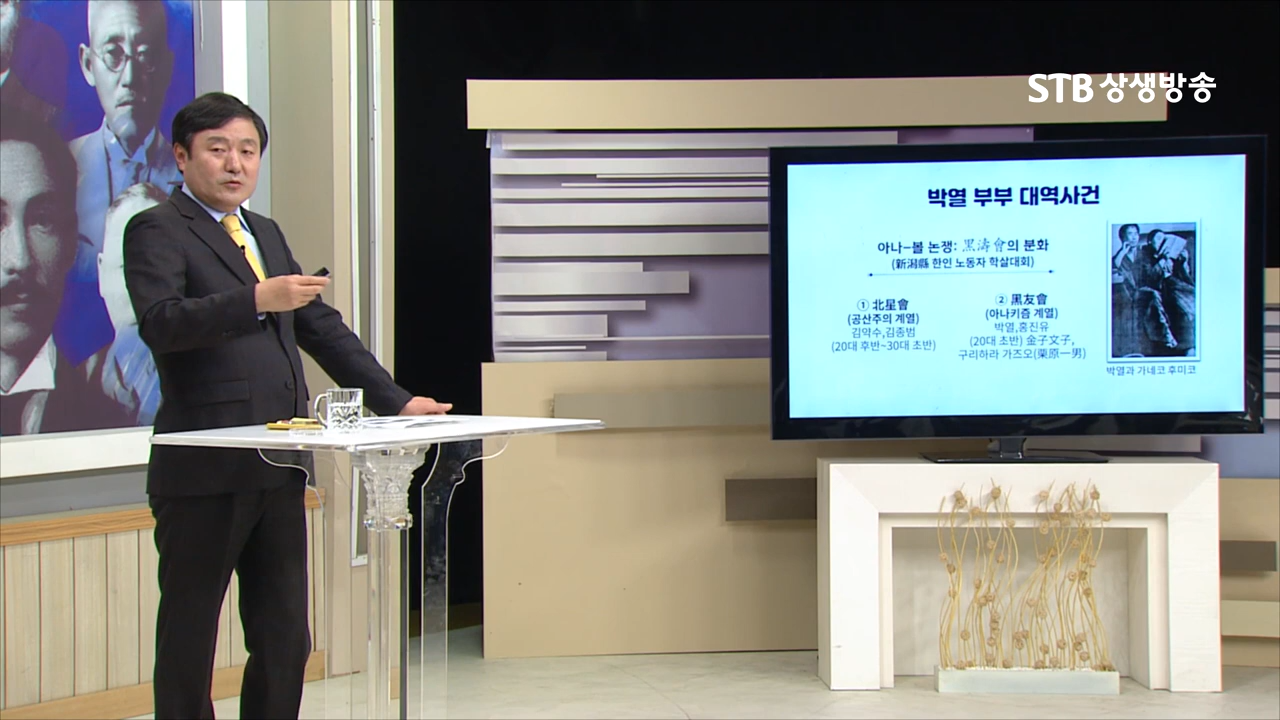 STB 상생방송
박열 부부 대역사건
아나-볼 논쟁: 黑濤會의 분화
(新潟縣 한인 노동자 학살대회)
① 北星會
(공산주의 계열)
김약수,김종범
(20대 후반~30대 초반)
② 黑友會
(아나키즘 계열)
박열,홍진유
(20대 초반) 金子文子,
구리하라 가즈오(栗原一男)
박열과 가네코 후미코